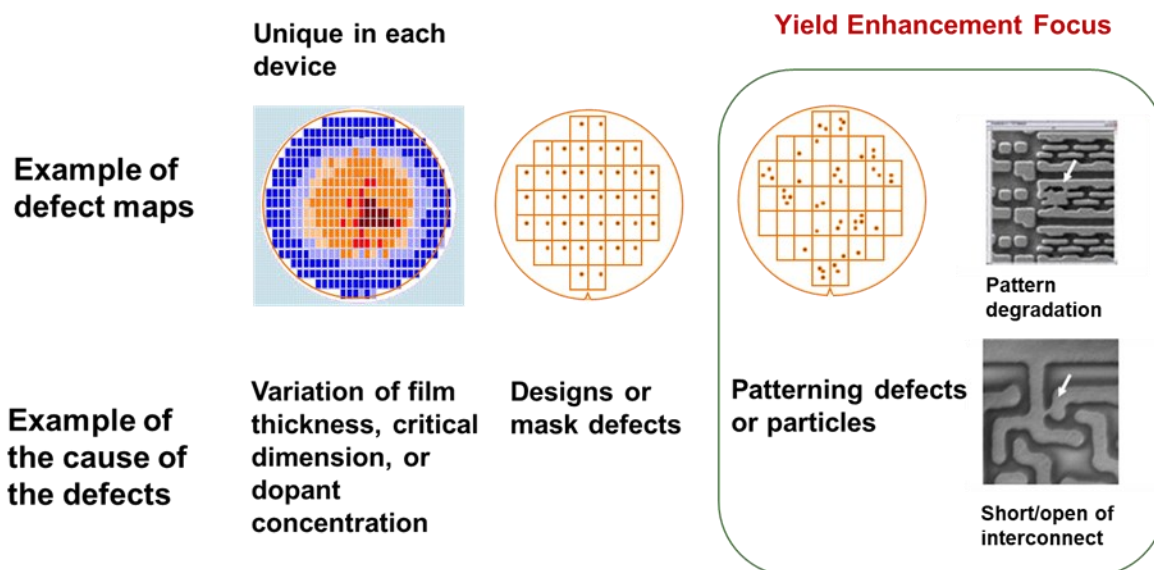 Unique in each
device
Yield Enhancement Focus
Example of
defect maps
Pattern
degradation
Example of
the cause of
the defects
Variation of film
thickness, critical
dimension, or
dopant
concentration
Designs or
mask defects
Patterning defects
or particles
Short/open of
interconnect